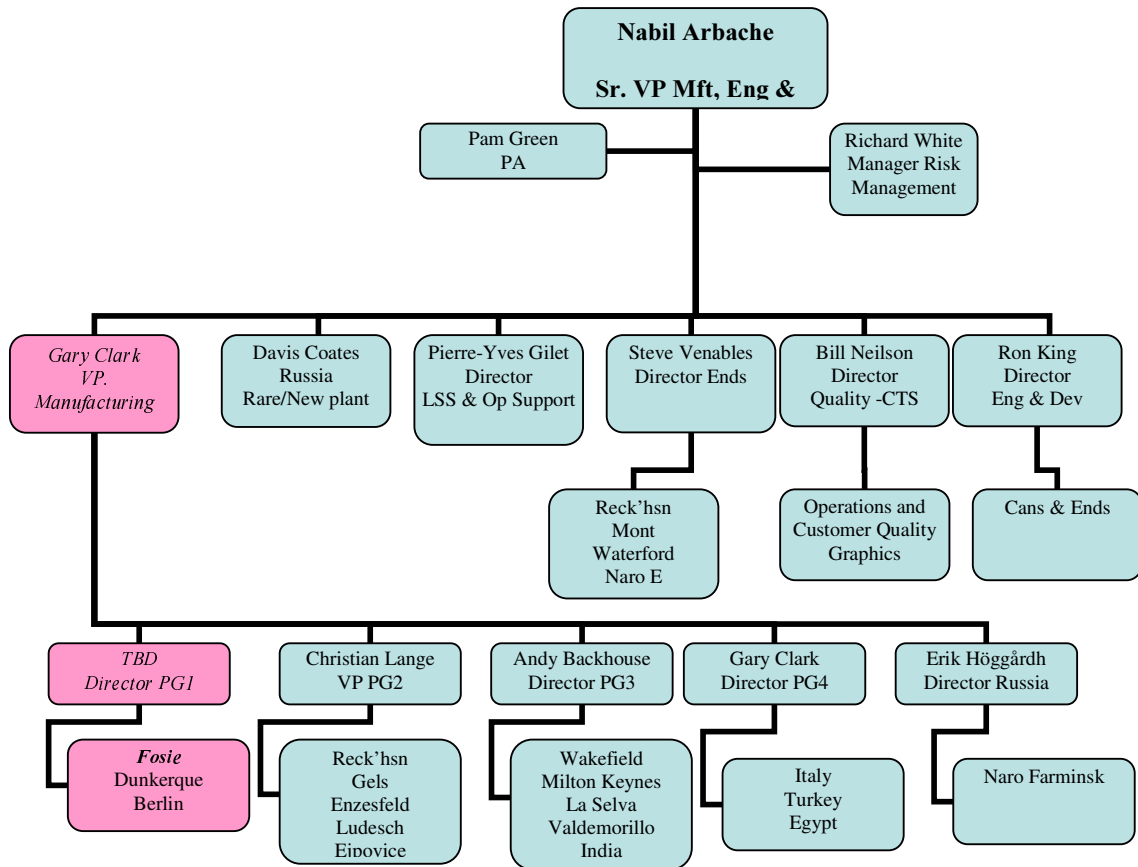 Nabil Arbache
Sr. VP Mft, Eng &
Pam Green
PA
Richard White
Manager Risk
Management
Gary Clark
VP.
Manufacturing
Davis Coates
Russia
Rare/New plant
Pierre-Yves Gilet
Director
LSS & Op Support
Steve Venables
Director Ends
Bill Neilson
Director
Quality -CTS
Ron King
Director
Eng & Dev
Reck’hsn
Mont
Waterford
Naro E
Operations and
Customer Quality
Graphics
Cans & Ends
TBD
Director PG1
Christian Lange
VP PG2
Andy Backhouse
Director PG3
Gary Clark
Director PG4
Erik Höggårdh
Director Russia
Fosie
Dunkerque
Berlin
Reck’hsn
Gels
Enzesfeld
Ludesch
Ejpovice
Wakefield
Milton Keynes
La Selva
Valdemorillo
India
Italy
Turkey
Egypt
Naro Farminsk